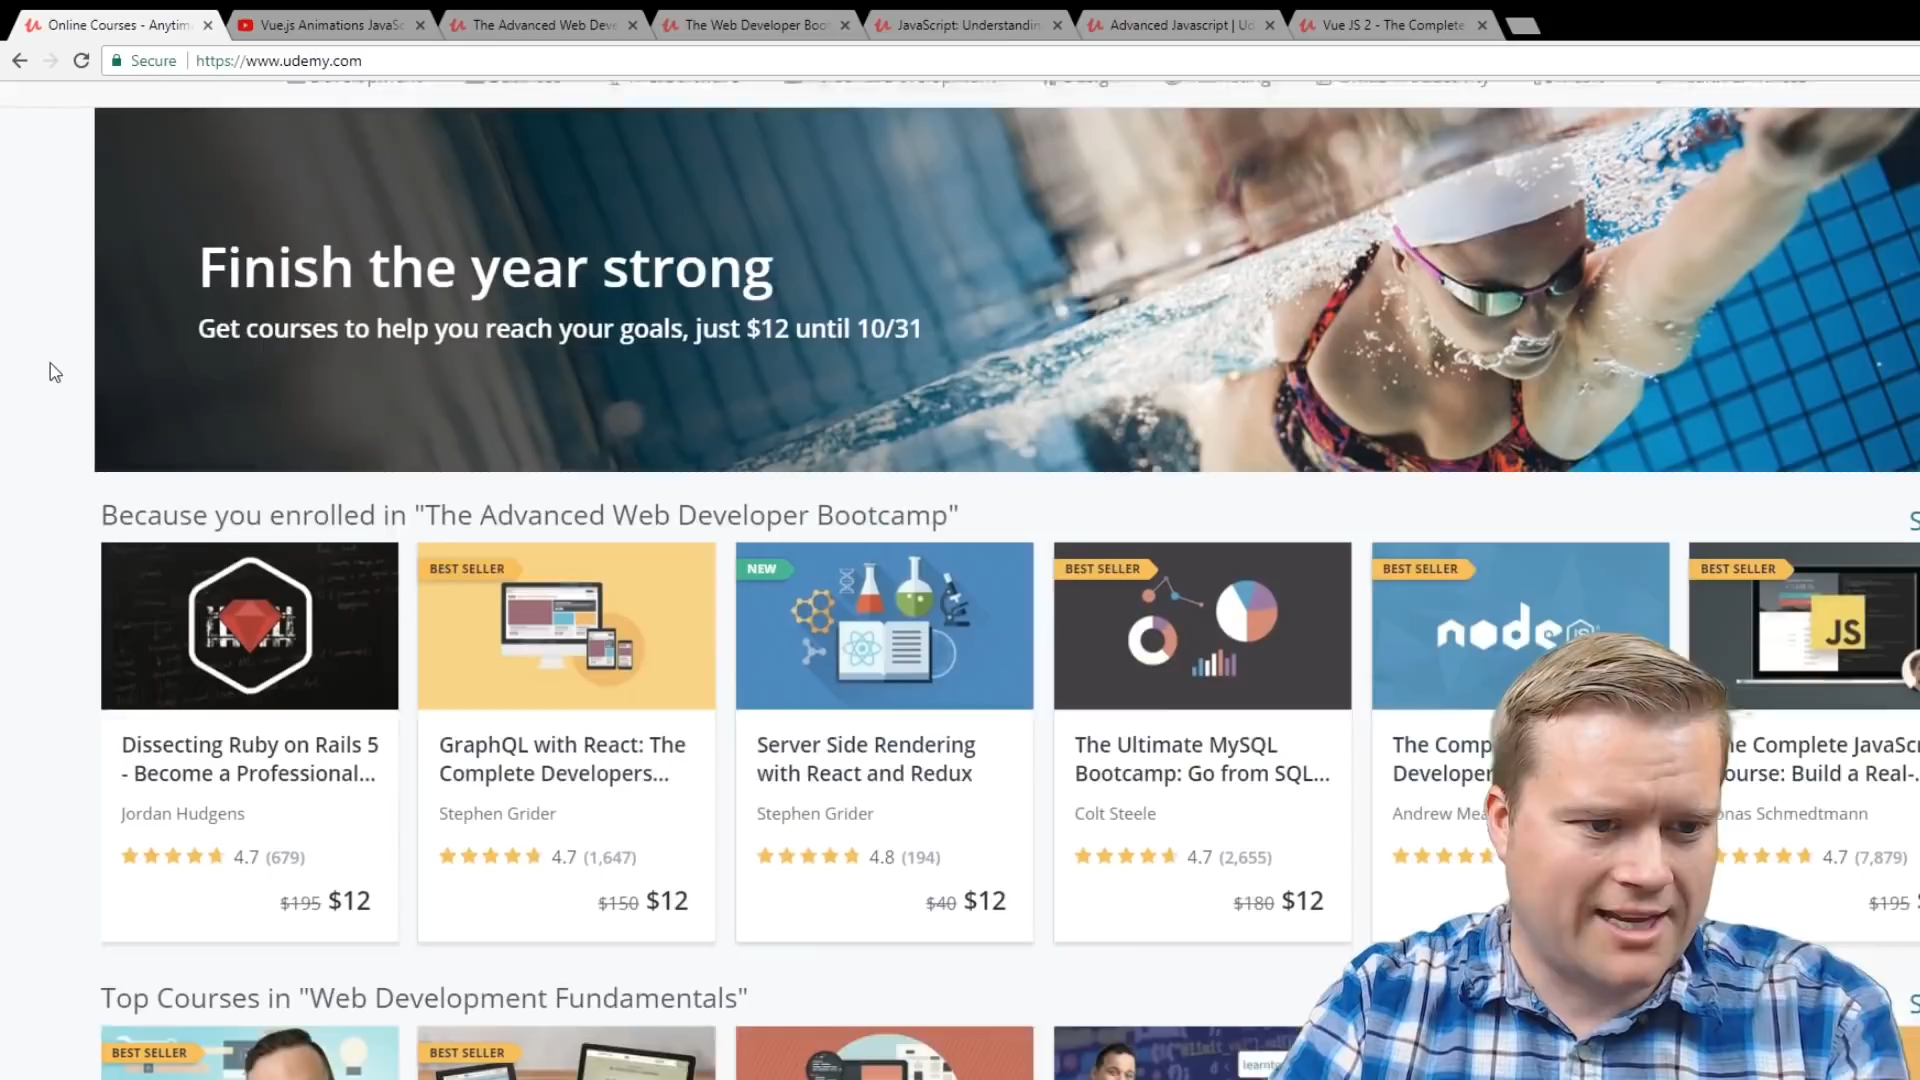 Online Courses - Anytim
Vue.js Animations JavaSc
The Advanced Web Deve
The Web Developer Boo
JavaScript: Understandin
Advanced Javascript | Ud
Vue JS 2 - The Complete
Secure
https://www.udemy.com
Finish the year strong
Get courses to help you reach your goals, just $12 until 10/31
Because you enrolled in "The Advanced Web Developer Bootcamp"
S
BEST SELLER
NEW
BEST SELLER
BEST SELLER
BEST SELLER
node
JS
Dissecting Ruby on Rails 5
- Become a Professional...
Jordan Hudgens
4.7 (679)
$195 $12
GraphQL with React: The
Complete Developers...
Stephen Grider
4.7 (1,647)
$150 $12
Server Side Rendering
with React and Redux
Stephen Grider
4.8 (194)
$40 $12
The Ultimate MySQL
Bootcamp: Go from SQL...
Colt Steele
4.7 (2,655)
$180 $12
The Comp
Developer
Andrew Mea
e Complete JavaScr
ourse: Build a Real-.
onas Schmedtmann
4.7 (7,879)
$195
Top Courses in "Web Development Fundamentals"
S
BEST SELLER
BEST SELLER
learnt